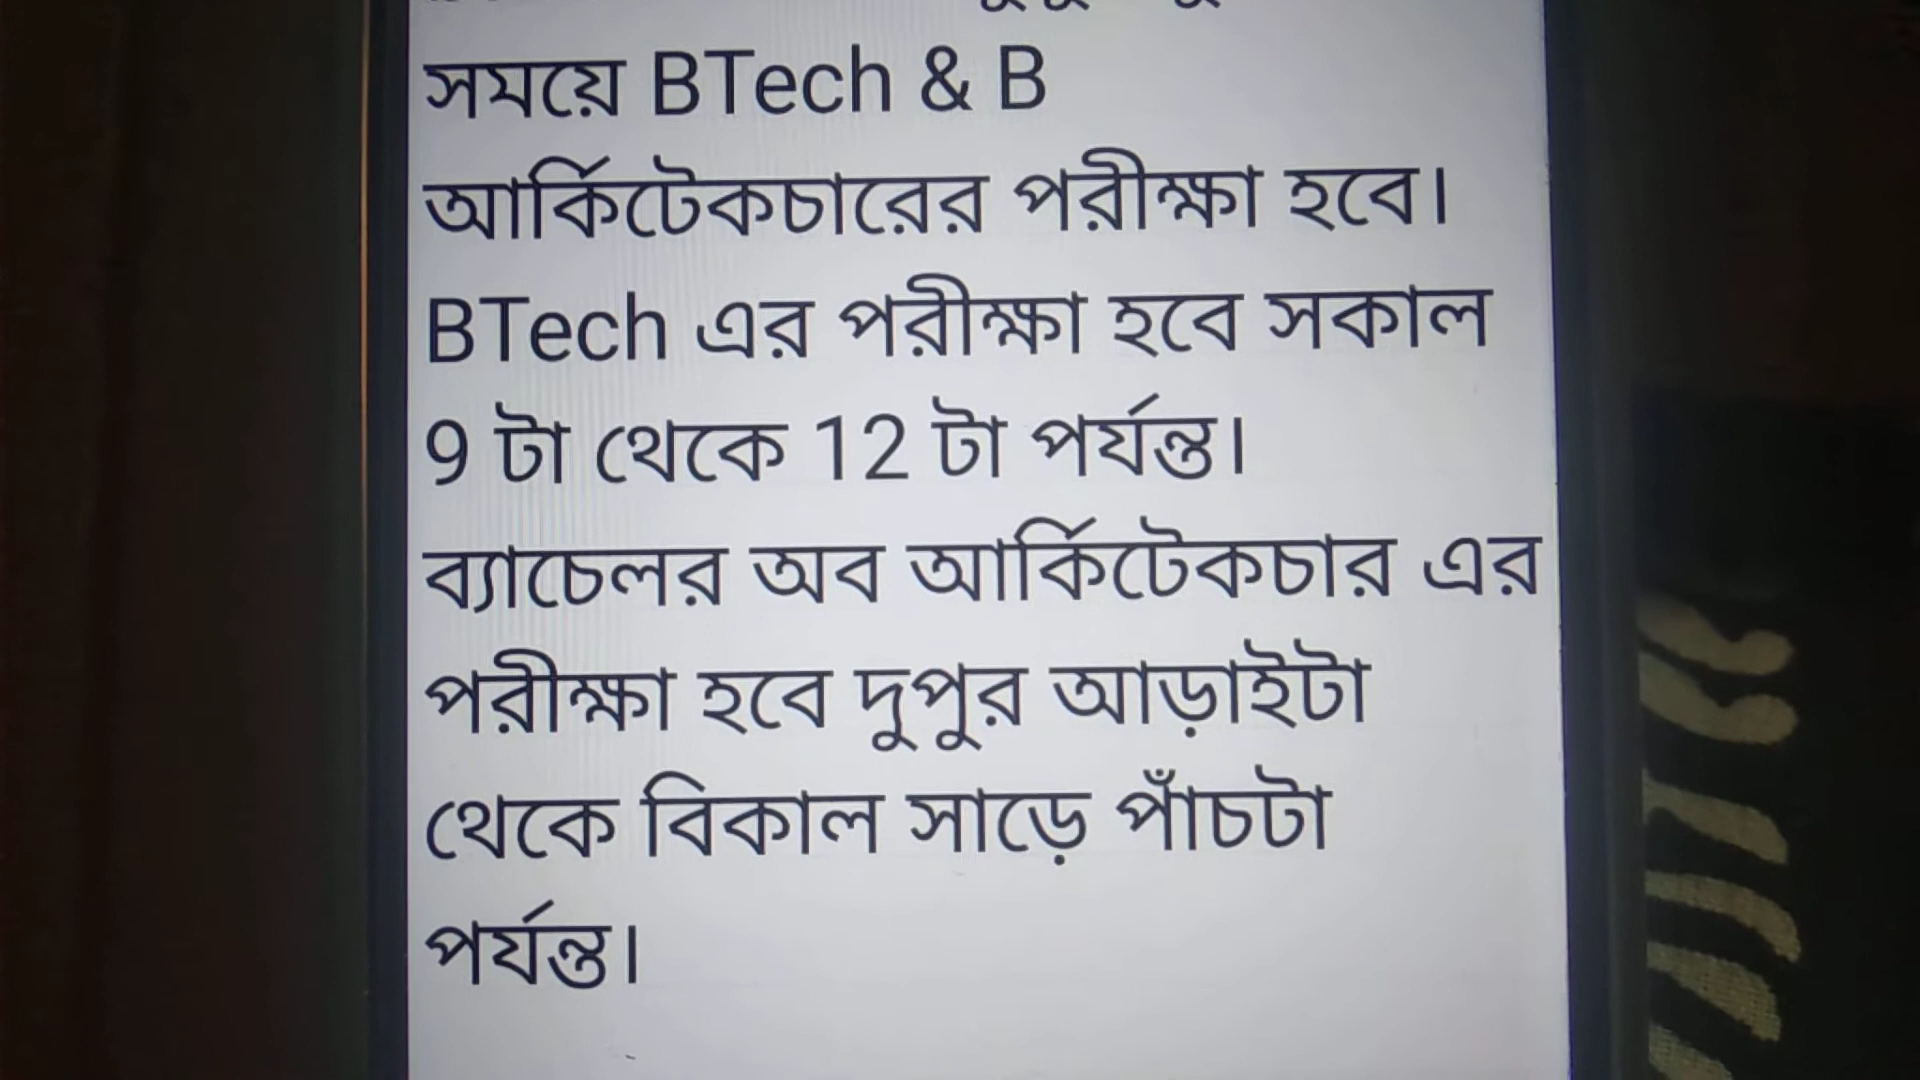 সময়ে BTech & B
আর্কিটেকচারের পরীক্ষা হবে।
BTech এর পরীক্ষা হবে সকাল
9 টা থেকে 12 টা পর্যন্ত।
ব্যাচেলর অব আর্কিটেকচার এর
পরীক্ষা হবে দুপুর আড়াইটা
থেকে বিকাল সাড়ে পাঁচটা
পর্যন্ত।